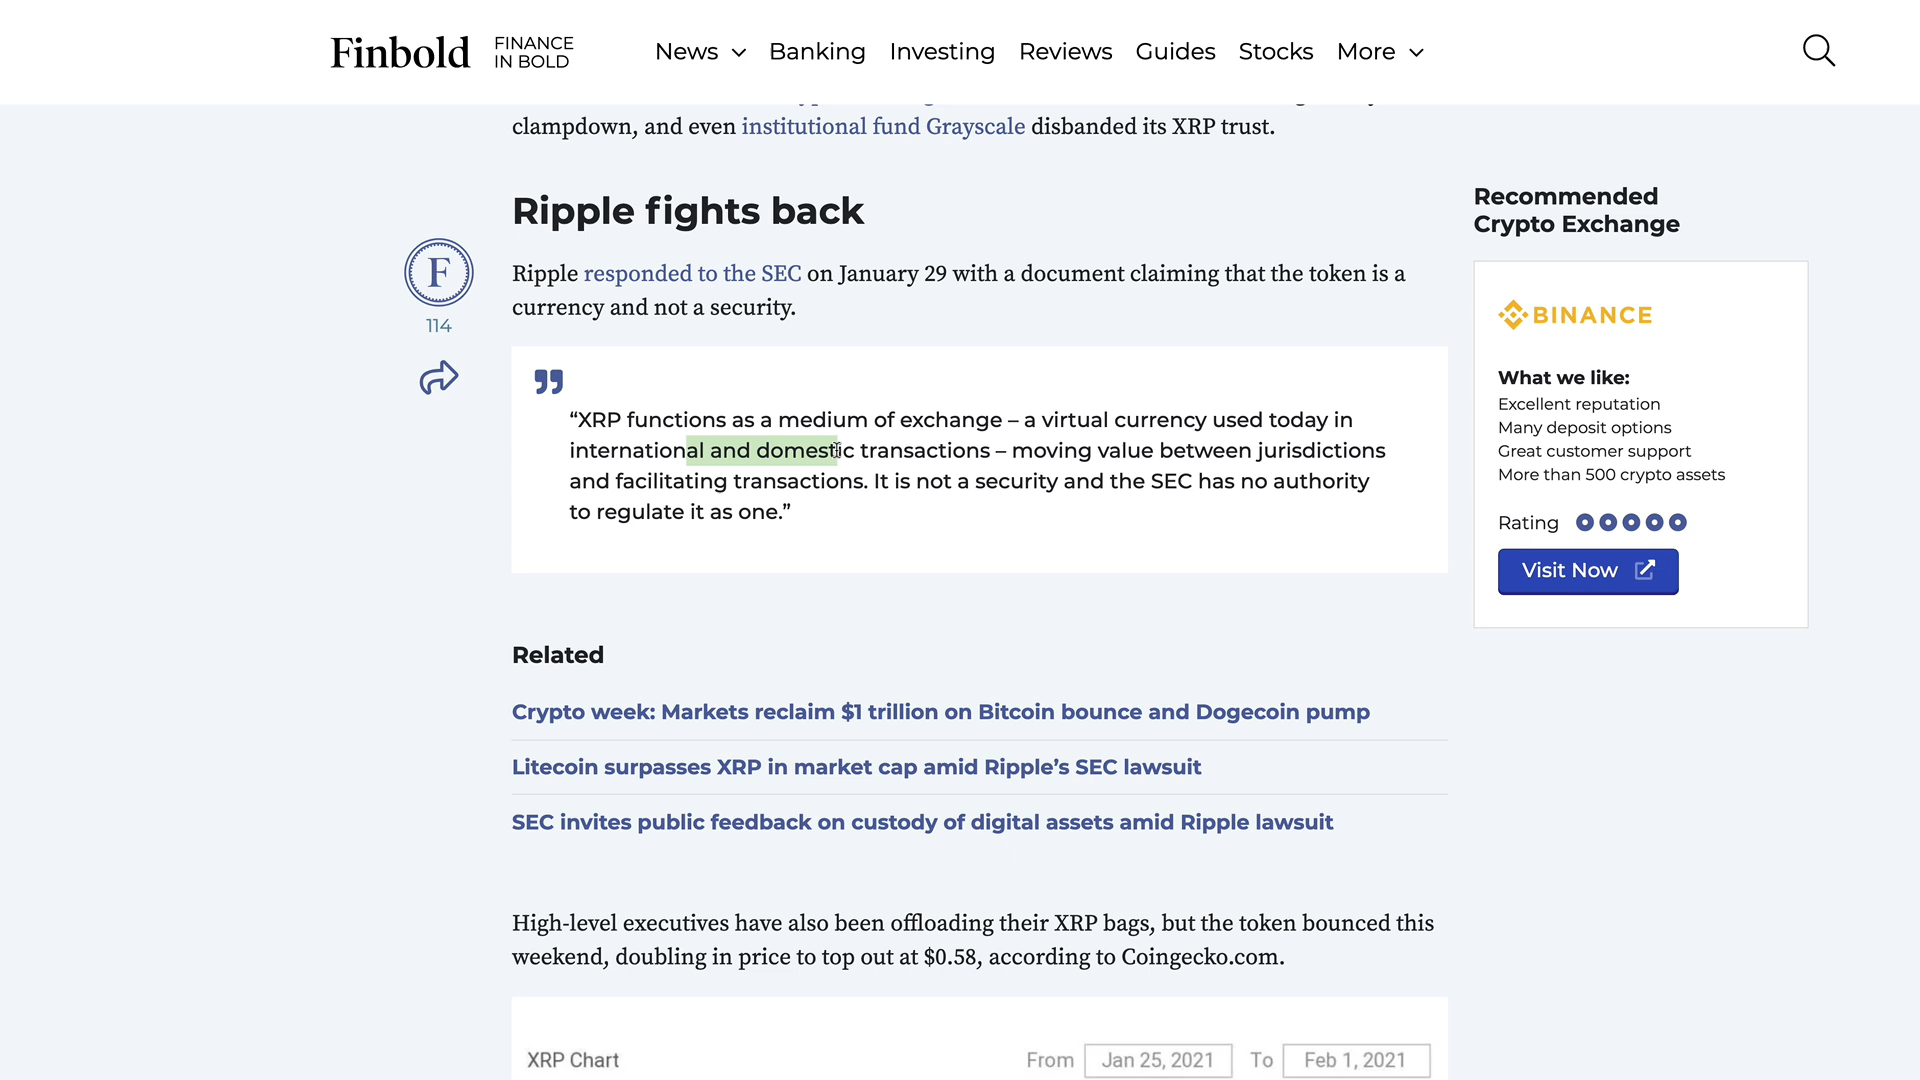 Finbold
FINANCE
IN BOLD
News
Banking
Investing
Reviews
Guides
Stocks
More
clampdown, and even institutional fund Grayscale disbanded its XRP trust.
Ripple fights back
F
114
Ripple responded to the SEC on January 29 with a document claiming that the token is a
currency and not a security.
“XRP functions as a medium of exchange – a virtual currency used today in
international and domestic transactions – moving value between jurisdictions
and facilitating transactions. It is not a security and the SEC has no authority
to regulate it as one.”
Related
Crypto week: Markets reclaim $1 trillion on Bitcoin bounce and Dogecoin pump
Litecoin surpasses XRP in market cap amid Ripple’s SEC lawsuit
SEC invites public feedback on custody of digital assets amid Ripple lawsuit
High-level executives have also been offloading their XRP bags, but the token bounced this
weekend, doubling in price to top out at $0.58, according to Coingecko.com.
XRP Chart
From Jan 25, 2021 To Feb 1, 2021
Recommended
Crypto Exchange
BINANCE
What we like:
Excellent reputation
Many deposit options
Great customer support
More than 500 crypto assets
Rating
Visit Now